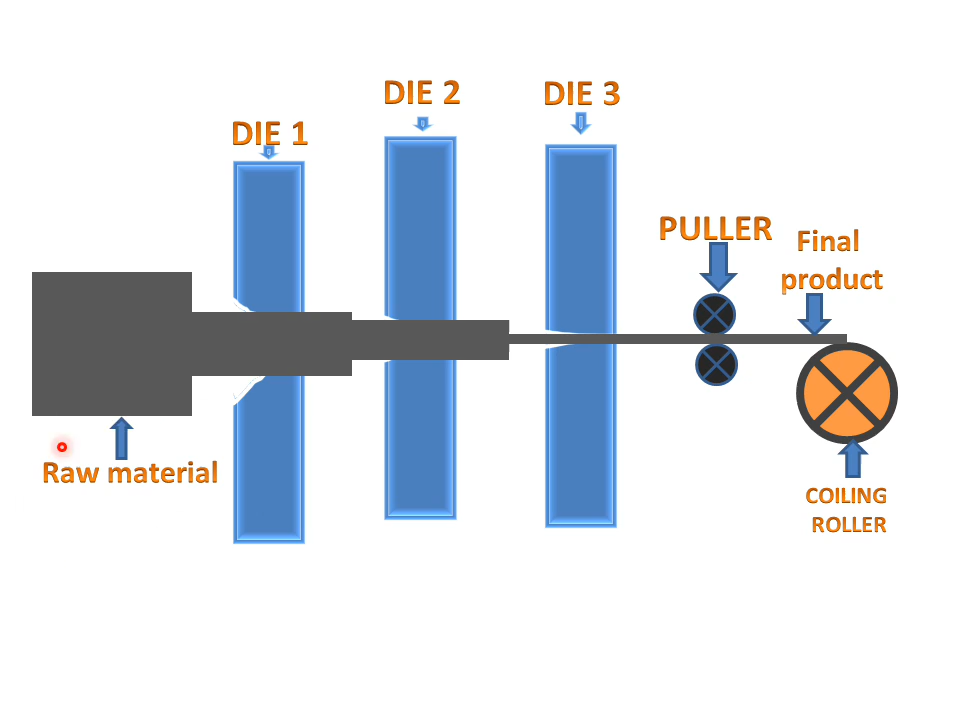 DIE 1
DIE 2
DIE 3
PULLER
Final
product
Raw material
COILING
ROLLER